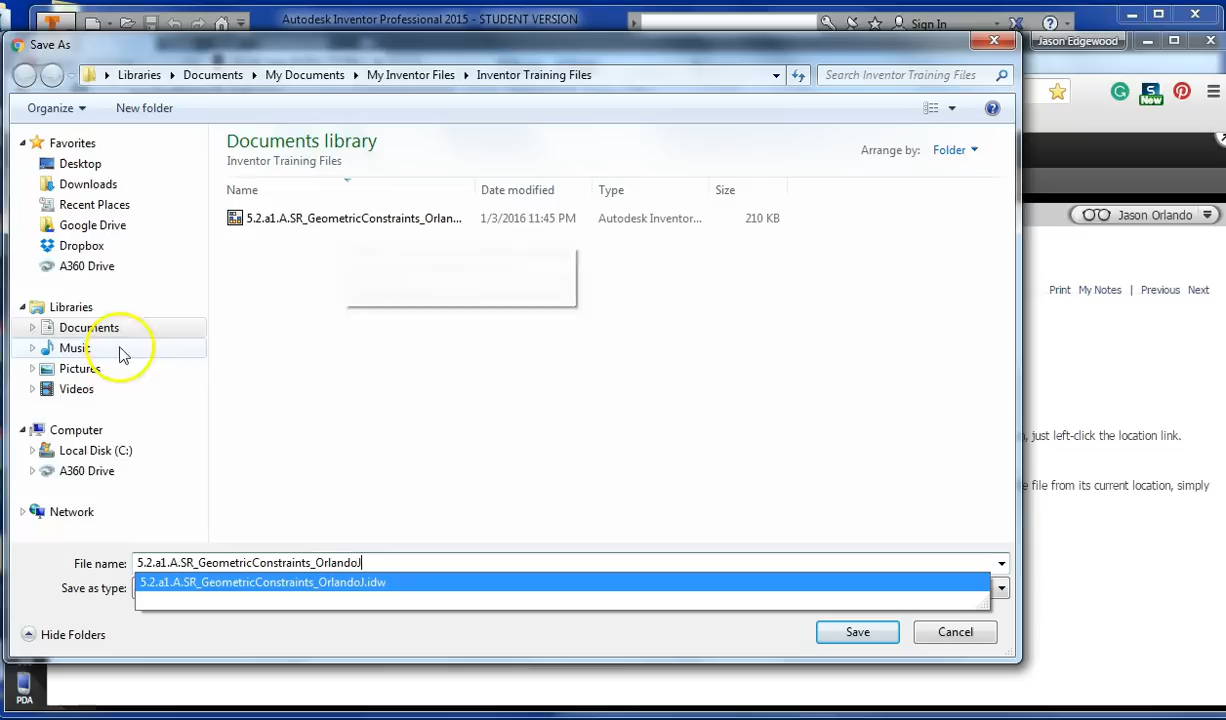 Autodesk Inventor Professional 2015 - STUDENT VERSION
Sign In
Save As
Jason Edgewood
Libraries Documents My Documents My Inventor Files Inventor Training Files
Search Inventor Training Files
Organize New folder
Now
Favorites
Desktop
Downloads
Recent Places
Google Drive
Dropbox
A360 Drive
Libraries
Documents
Music
Pictures
Videos
Computer
Local Disk (C:)
A360 Drive
Network
Documents library
Inventor Training Files
Arrange by: Folder
Name Date modified Type Size
5.2.a1.A.SR_GeometricConstraints_Orlan... 1/3/2016 11:45 PM Autodesk Inventor... 210 KB
Jason Orlando
Print My Notes | Previous Next
, just left-click the location link.
e file from its current location, simply
File name: 5.2.a1.A.SR_GeometricConstraints_OrlandoJ
5.2.a1.A.SR_GeometricConstraints_OrlandoJ.idw
Save as type:
Hide Folders
Save Cancel
PDA